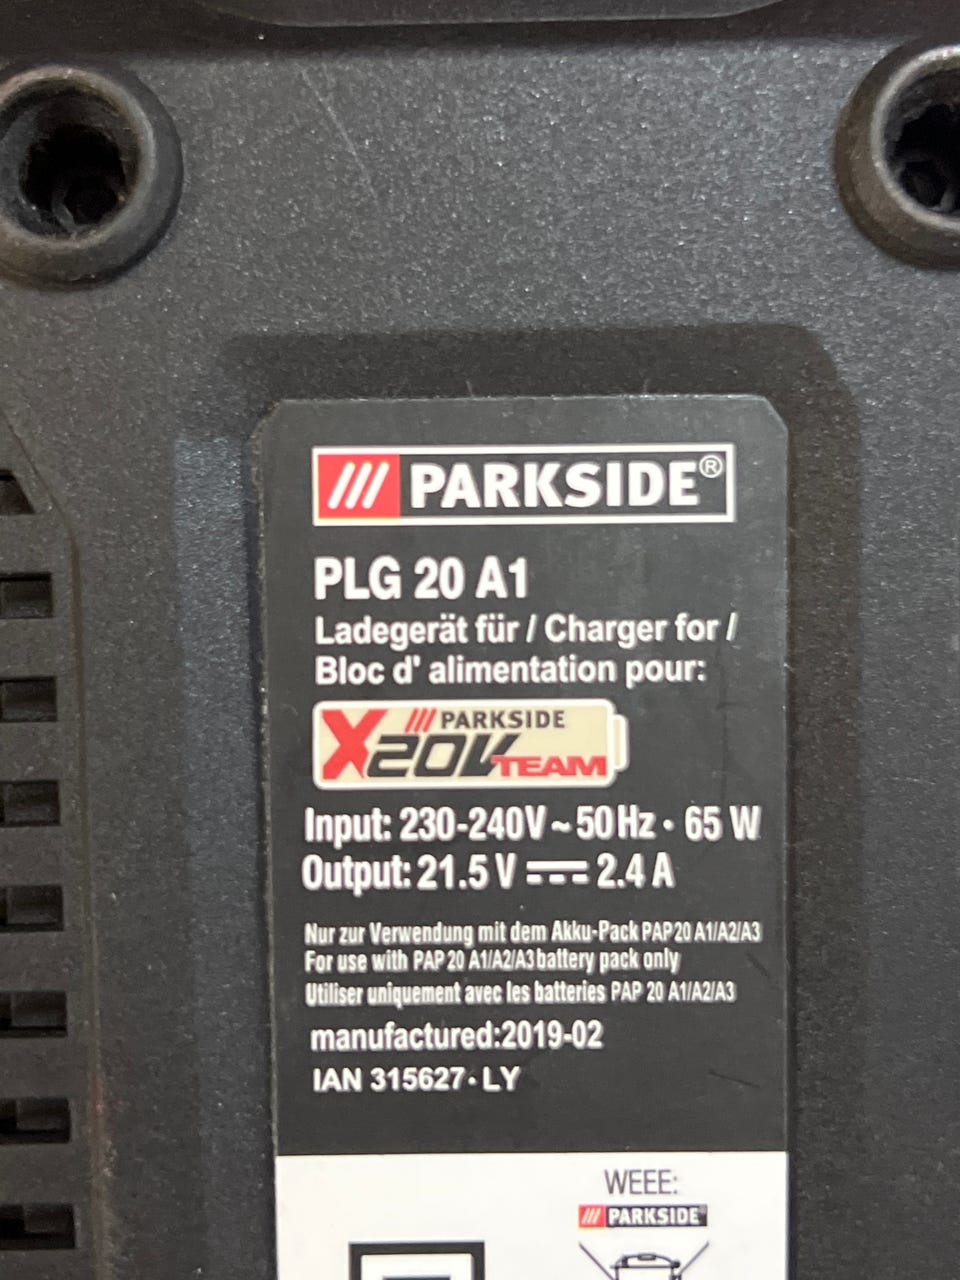 /// PARKSIDE®
PLG 20 A1
Ladegerät für / Charger for /
Bloc d' alimentation pour:
/// PARKSIDE
X20V TEAM
Input: 230-240V ~ 50Hz • 65 W
Output: 21.5 V ⎓ 2.4 A
Nur zur Verwendung mit dem Akku-Pack PAP 20 A1/A2/A3
For use with PAP 20 A1/A2/A3 battery pack only
Utiliser uniquement avec les batteries PAP 20 A1/A2/A3
manufactured:2019-02
IAN 315627 • LY
WEEE:
/// PARKSIDE®